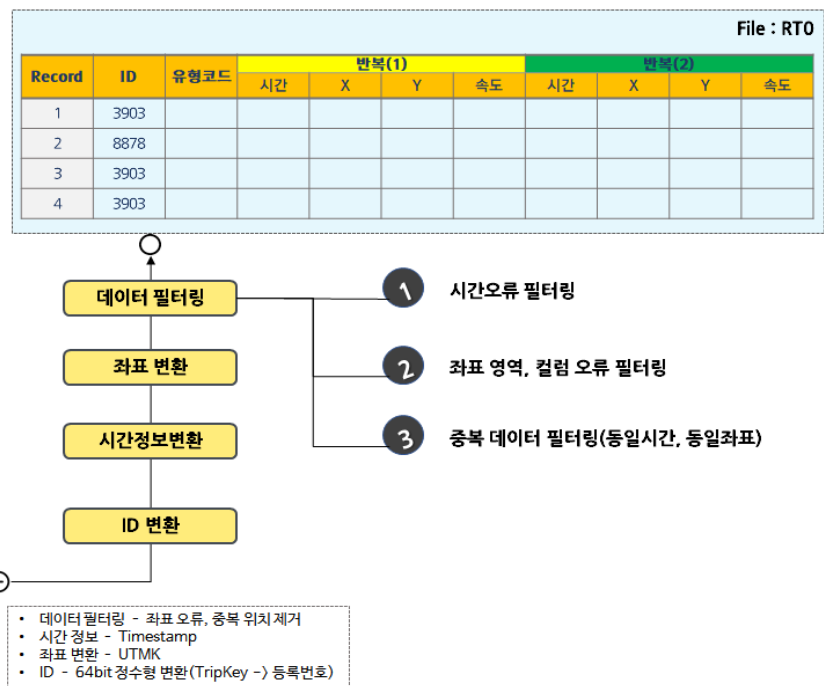 File : RT0
Record ID 유형코드 반복(1) 반복(2)
시간 X Y 속도 시간 X Y 속도
1 3903
2 8878
3 3903
4 3903
데이터 필터링 1 시간오류 필터링
좌표 변환 2 좌표 영역, 컬럼 오류 필터링
시간정보변환 3 중복 데이터 필터링(동일시간, 동일좌표)
ID 변환
• 데이터 필터링 - 좌표 오류, 중복 위치 제거
• 시간 정보 - Timestamp
• 좌표 변환 - UTMK
• ID - 64bit 정수형 변환(TripKey -> 등록번호)